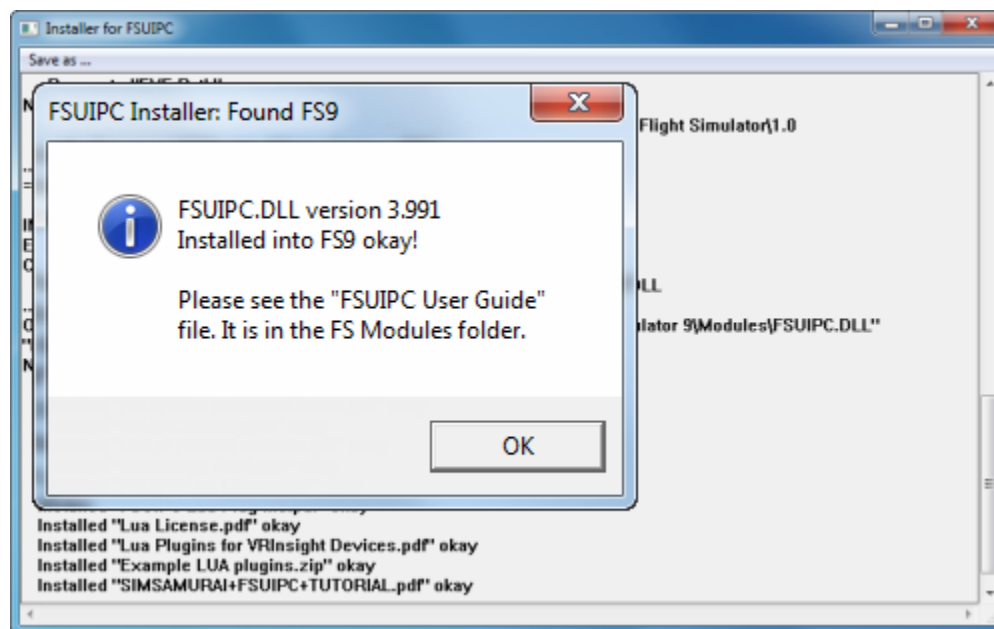 Installer for FSUIPC
Save as ...
FSUIPC Installer: Found FS9
Flight Simulator\1.0
FSUIPC.DLL version 3.991
Installed into FS9 okay!
Please see the "FSUIPC User Guide"
file. It is in the FS Modules folder.
OK
ulator 9\Modules\FSUIPC.DLL"
Installed "Lua License.pdf" okay
Installed "Lua Plugins for VRInsight Devices.pdf" okay
Installed "Example LUA plugins.zip" okay
Installed "SIMSAMURAI+FSUIPC+TUTORIAL.pdf" okay